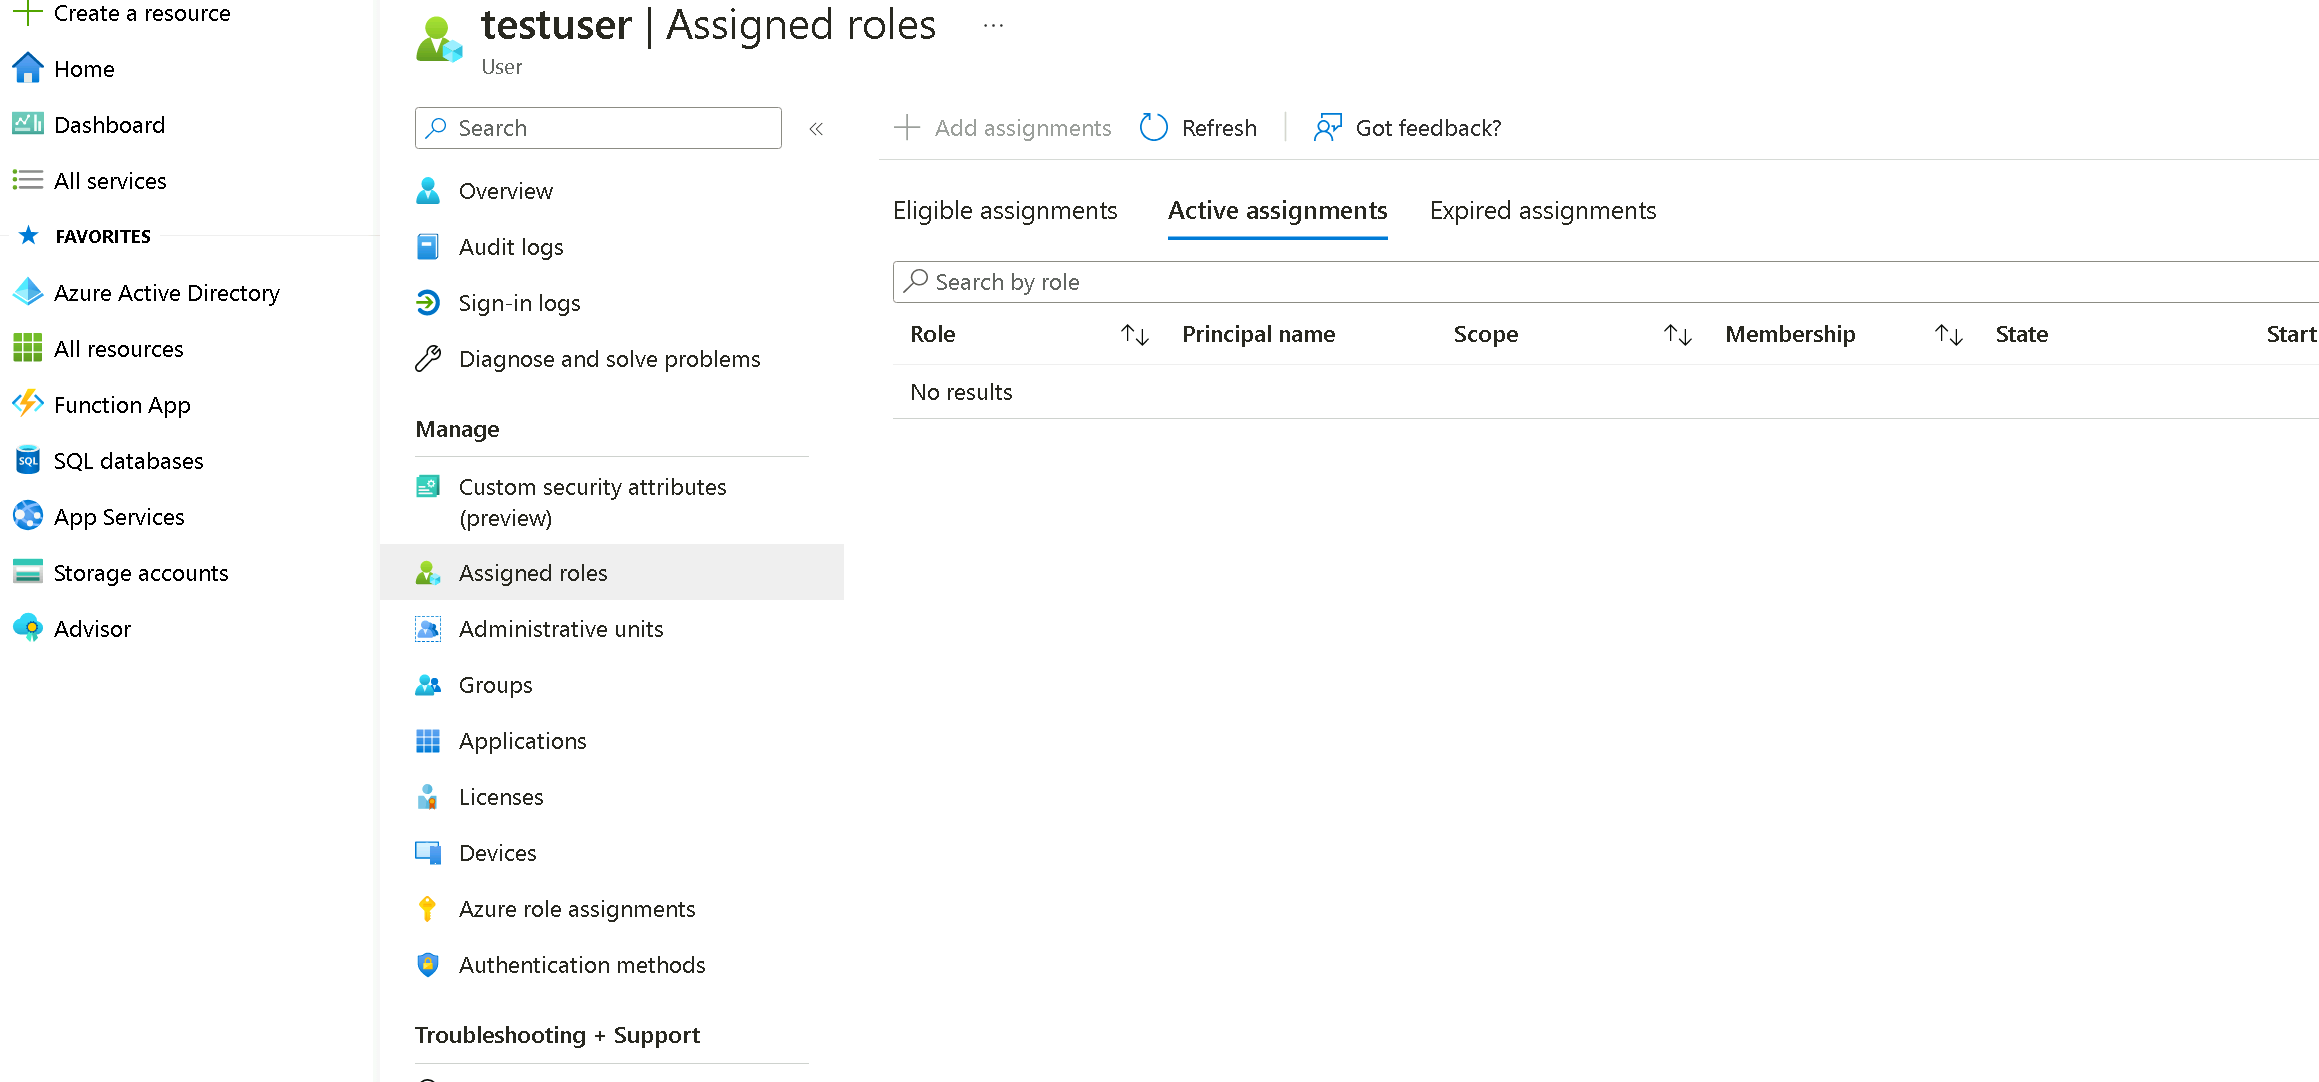 Create a resource
Home
Dashboard
All services
FAVORITES
Azure Active Directory
All resources
Function App
SQL
SQL databases
App Services
Storage accounts
Advisor
testuser | Assigned roles ...
User
Search «
Overview
Audit logs
Sign-in logs
Diagnose and solve problems
Manage
Custom security attributes
(preview)
Assigned roles
Administrative units
Groups
Applications
Licenses
Devices
Azure role assignments
Authentication methods
Troubleshooting + Support
Add assignments Refresh Got feedback?
Eligible assignments Active assignments Expired assignments
Search by role
Role Principal name Scope Membership State Start
No results